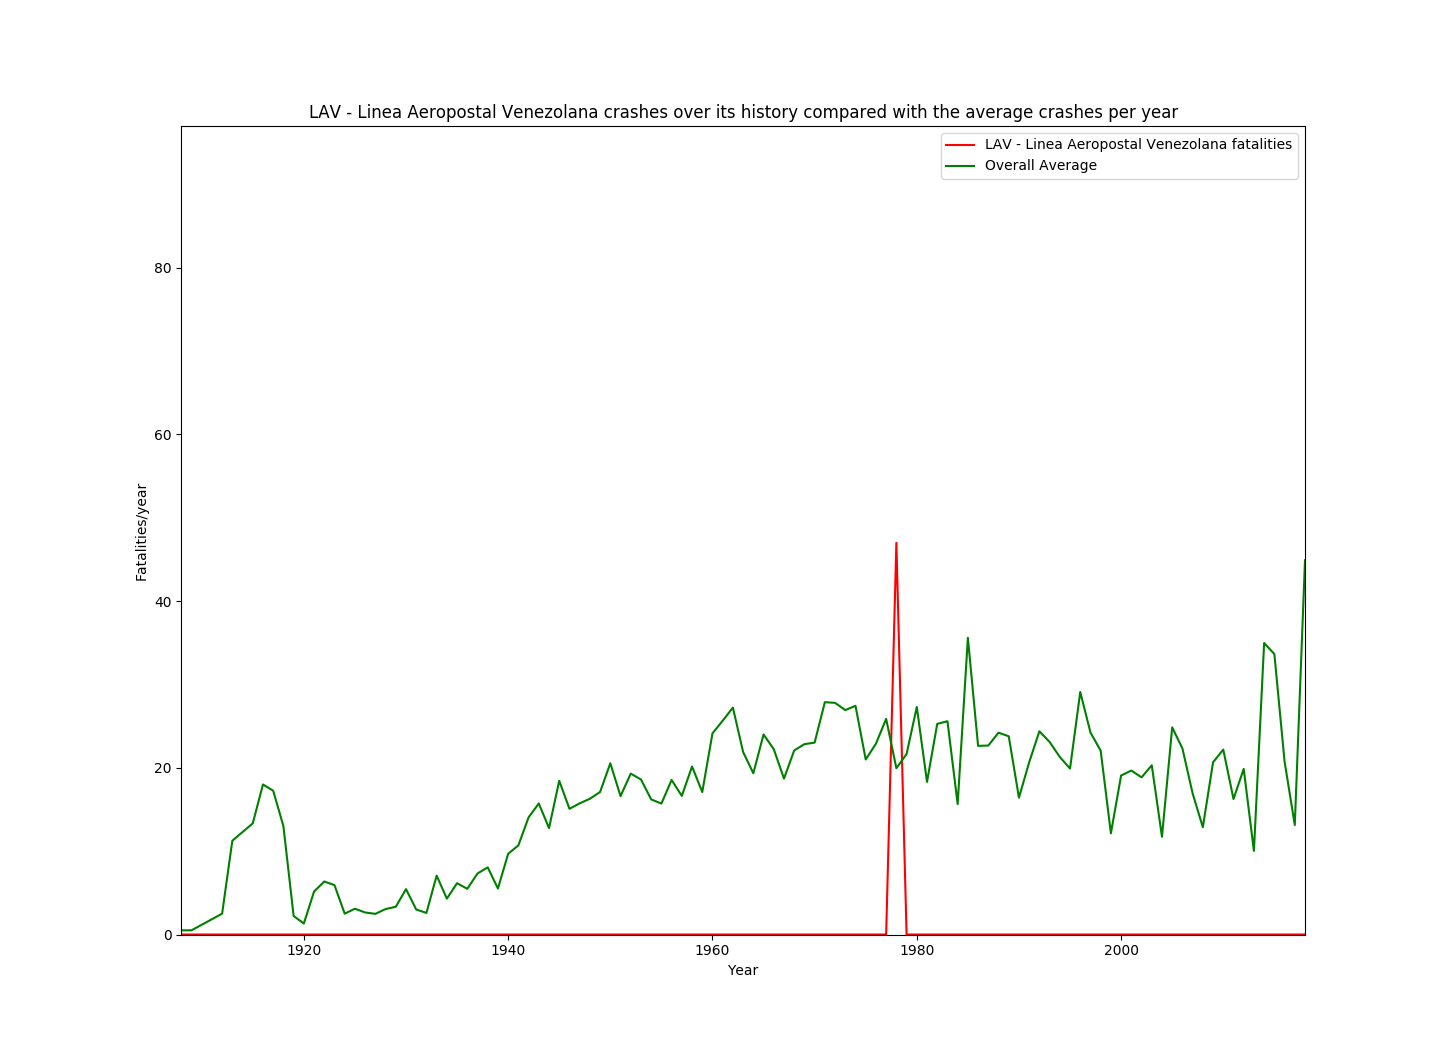 LAV - Linea Aeropostal Venezolana crashes over its history compared with the average crashes per year
LAV - Linea Aeropostal Venezolana fatalities
Overall Average
80
60
40
20
0
Fatalities/year
1920
1940
1960
1980
2000
Year